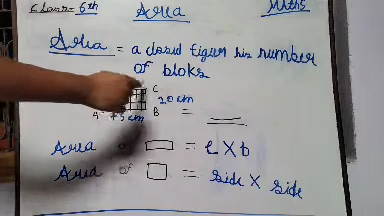 Class = 6th Area Maths
Area = a closed figur his number
of bloks
C
20 cm
A 5 cm B =
Area of = l X b
Area of = side X side